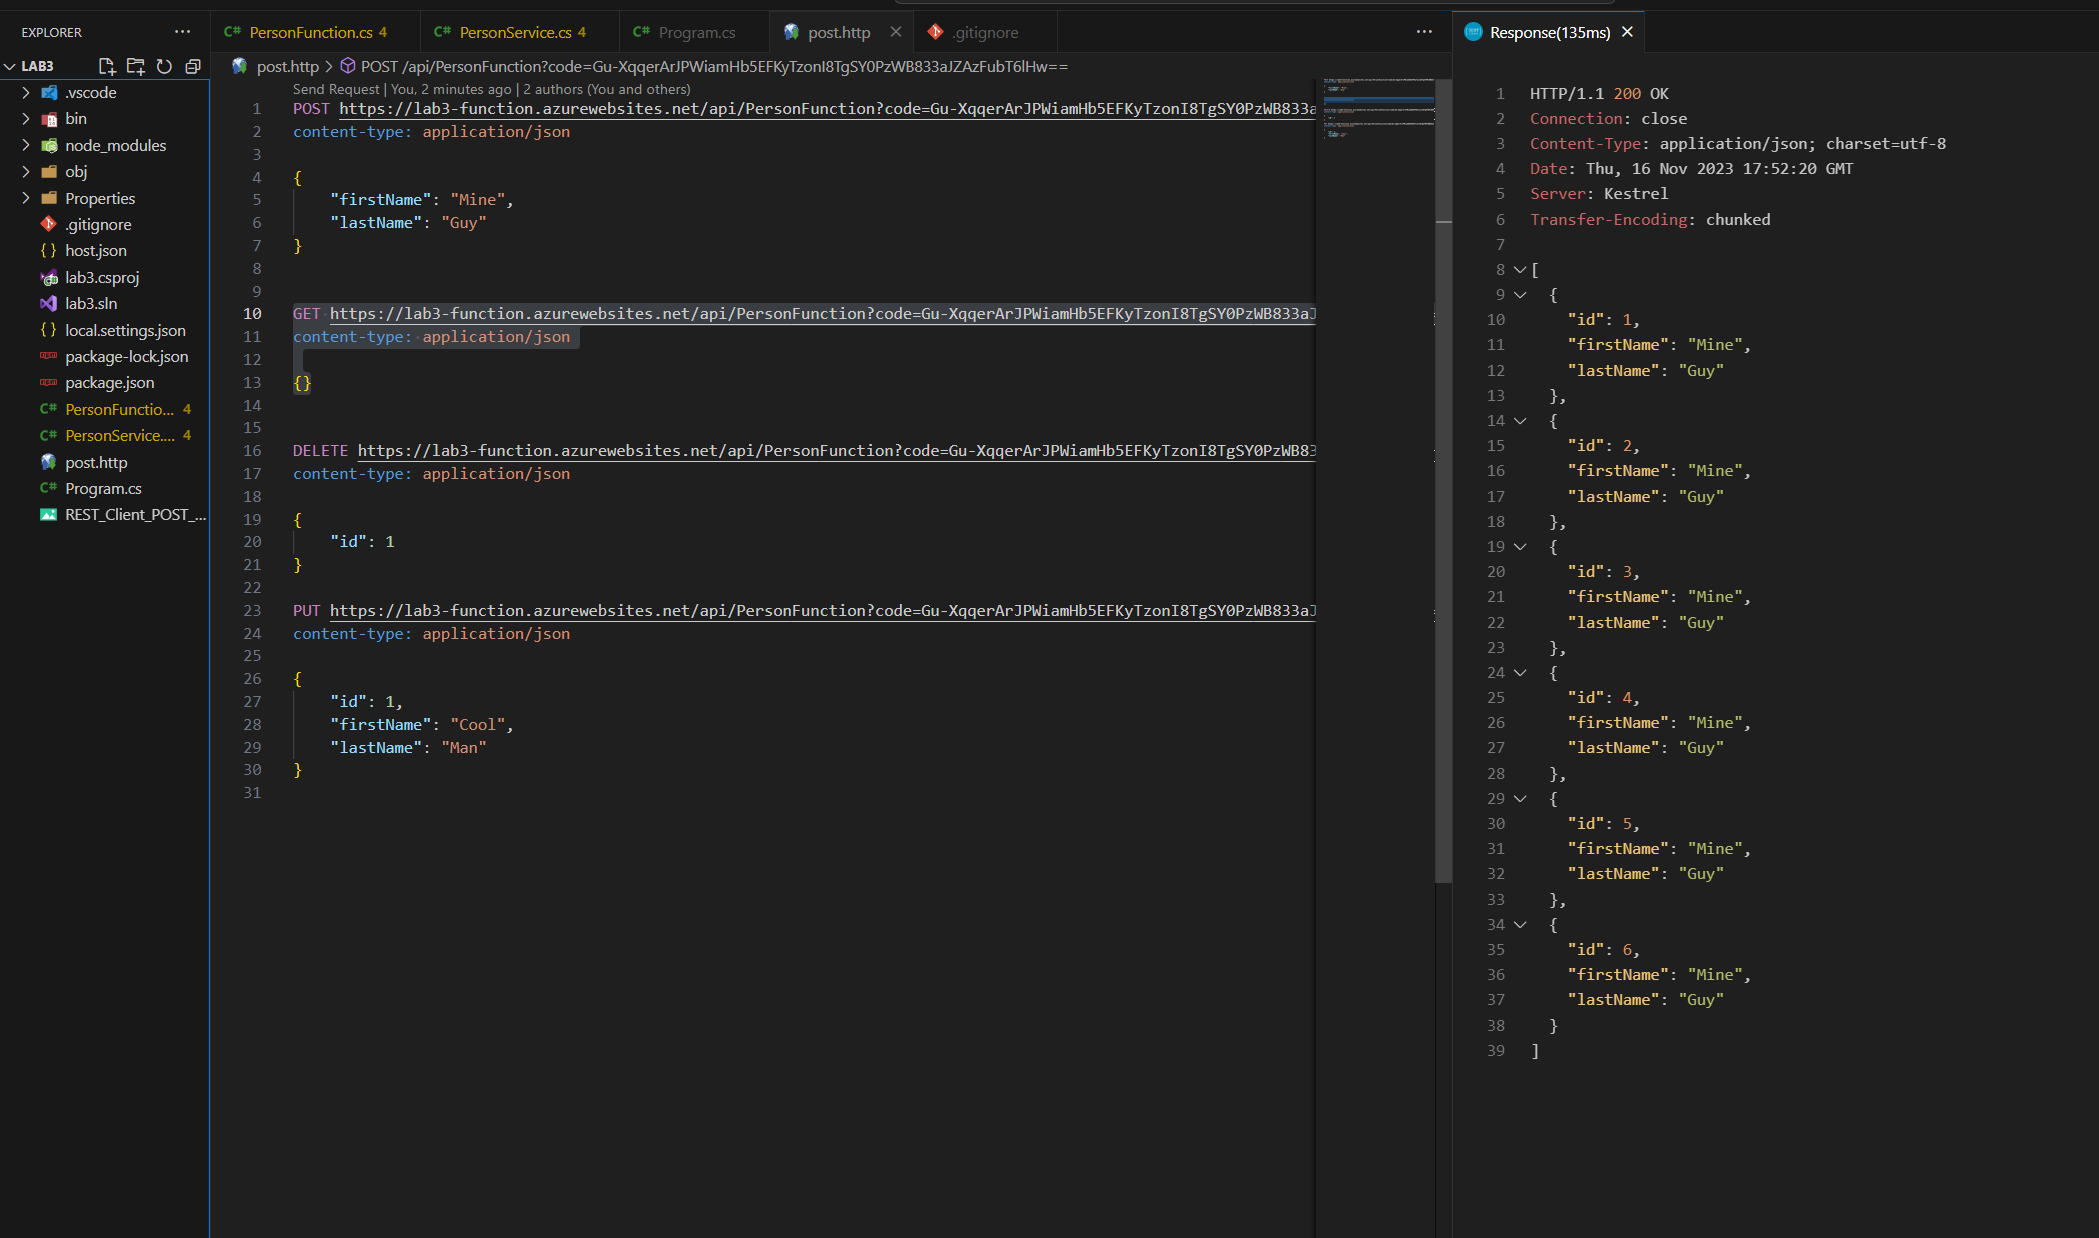 EXPLORER
LAB3
.vscode
bin
node_modules
obj
Properties
.gitignore
host.json
lab3.csproj
lab3.sln
local.settings.json
package-lock.json
package.json
PersonFunctio... 4
PersonService.... 4
post.http
Program.cs
REST_Client_POST_...
PersonFunction.cs 4
PersonService.cs 4
Program.cs
post.http
.gitignore
post.http > POST /api/PersonFunction?code=Gu-XqqerArJPWiamHb5EFKyTzonI8TgSY0PzWB833aJZAzFubT6lHw==
Send Request | You, 2 minutes ago | 2 authors (You and others)
1 POST https://lab3-function.azurewebsites.net/api/PersonFunction?code=Gu-XqqerArJPWiamHb5EFKyTzonI8TgSY0PzWB833a
2 content-type: application/json
3
4 {
5 "firstName": "Mine",
6 "lastName": "Guy"
7 }
8
9
10 GET https://lab3-function.azurewebsites.net/api/PersonFunction?code=Gu-XqqerArJPWiamHb5EFKyTzonI8TgSY0PzWB833aJ
11 content-type: application/json
12
13 {}
14
15
16 DELETE https://lab3-function.azurewebsites.net/api/PersonFunction?code=Gu-XqqerArJPWiamHb5EFKyTzonI8TgSY0PzWB83
17 content-type: application/json
18
19 {
20 "id": 1
21 }
22
23 PUT https://lab3-function.azurewebsites.net/api/PersonFunction?code=Gu-XqqerArJPWiamHb5EFKyTzonI8TgSY0PzWB833aJ
24 content-type: application/json
25
26 {
27 "id": 1,
28 "firstName": "Cool",
29 "lastName": "Man"
30 }
31
Response(135ms)
1 HTTP/1.1 200 OK
2 Connection: close
3 Content-Type: application/json; charset=utf-8
4 Date: Thu, 16 Nov 2023 17:52:20 GMT
5 Server: Kestrel
6 Transfer-Encoding: chunked
7
8 [
9 {
10 "id": 1,
11 "firstName": "Mine",
12 "lastName": "Guy"
13 },
14 {
15 "id": 2,
16 "firstName": "Mine",
17 "lastName": "Guy"
18 },
19 {
20 "id": 3,
21 "firstName": "Mine",
22 "lastName": "Guy"
23 },
24 {
25 "id": 4,
26 "firstName": "Mine",
27 "lastName": "Guy"
28 },
29 {
30 "id": 5,
31 "firstName": "Mine",
32 "lastName": "Guy"
33 },
34 {
35 "id": 6,
36 "firstName": "Mine",
37 "lastName": "Guy"
38 }
39 ]